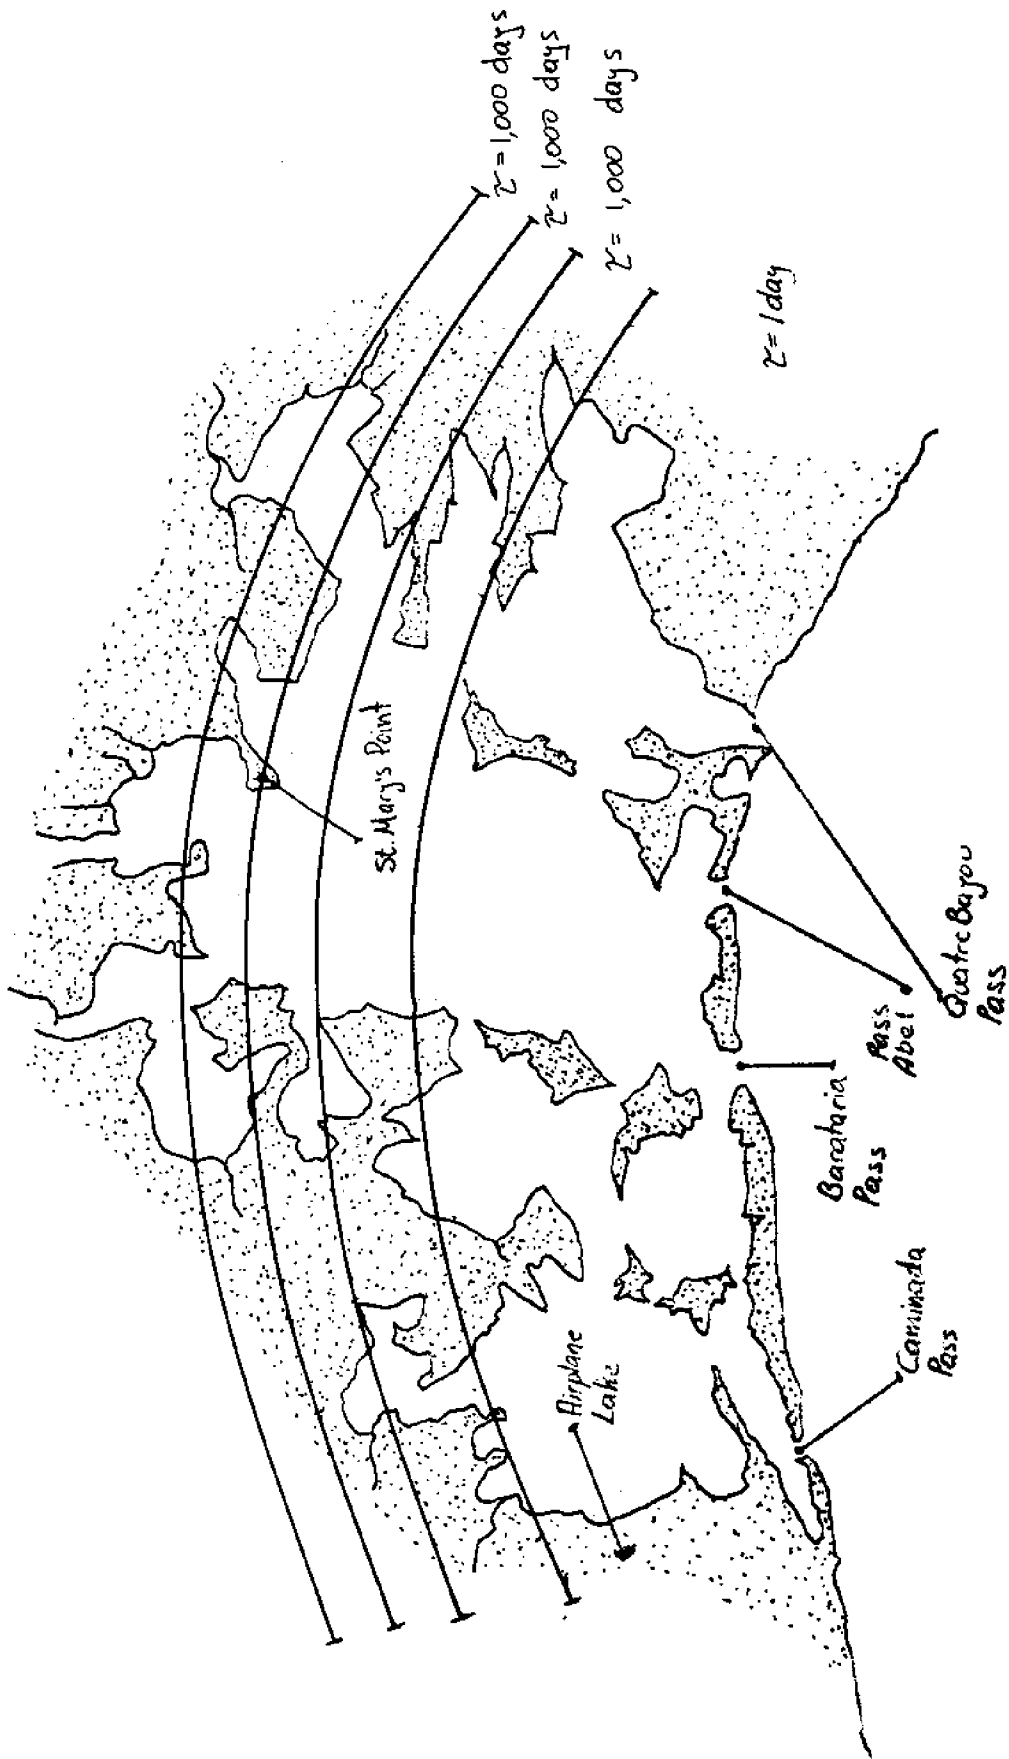 St. Mary's Point
τ = 1,000 days
τ = 1,000 days
τ = 1,000 days
Airplane
Lake
τ = 1 day
Caminada
Pass
Barataria
Pass
Pass
Abel
Quatre Bayou
Pass